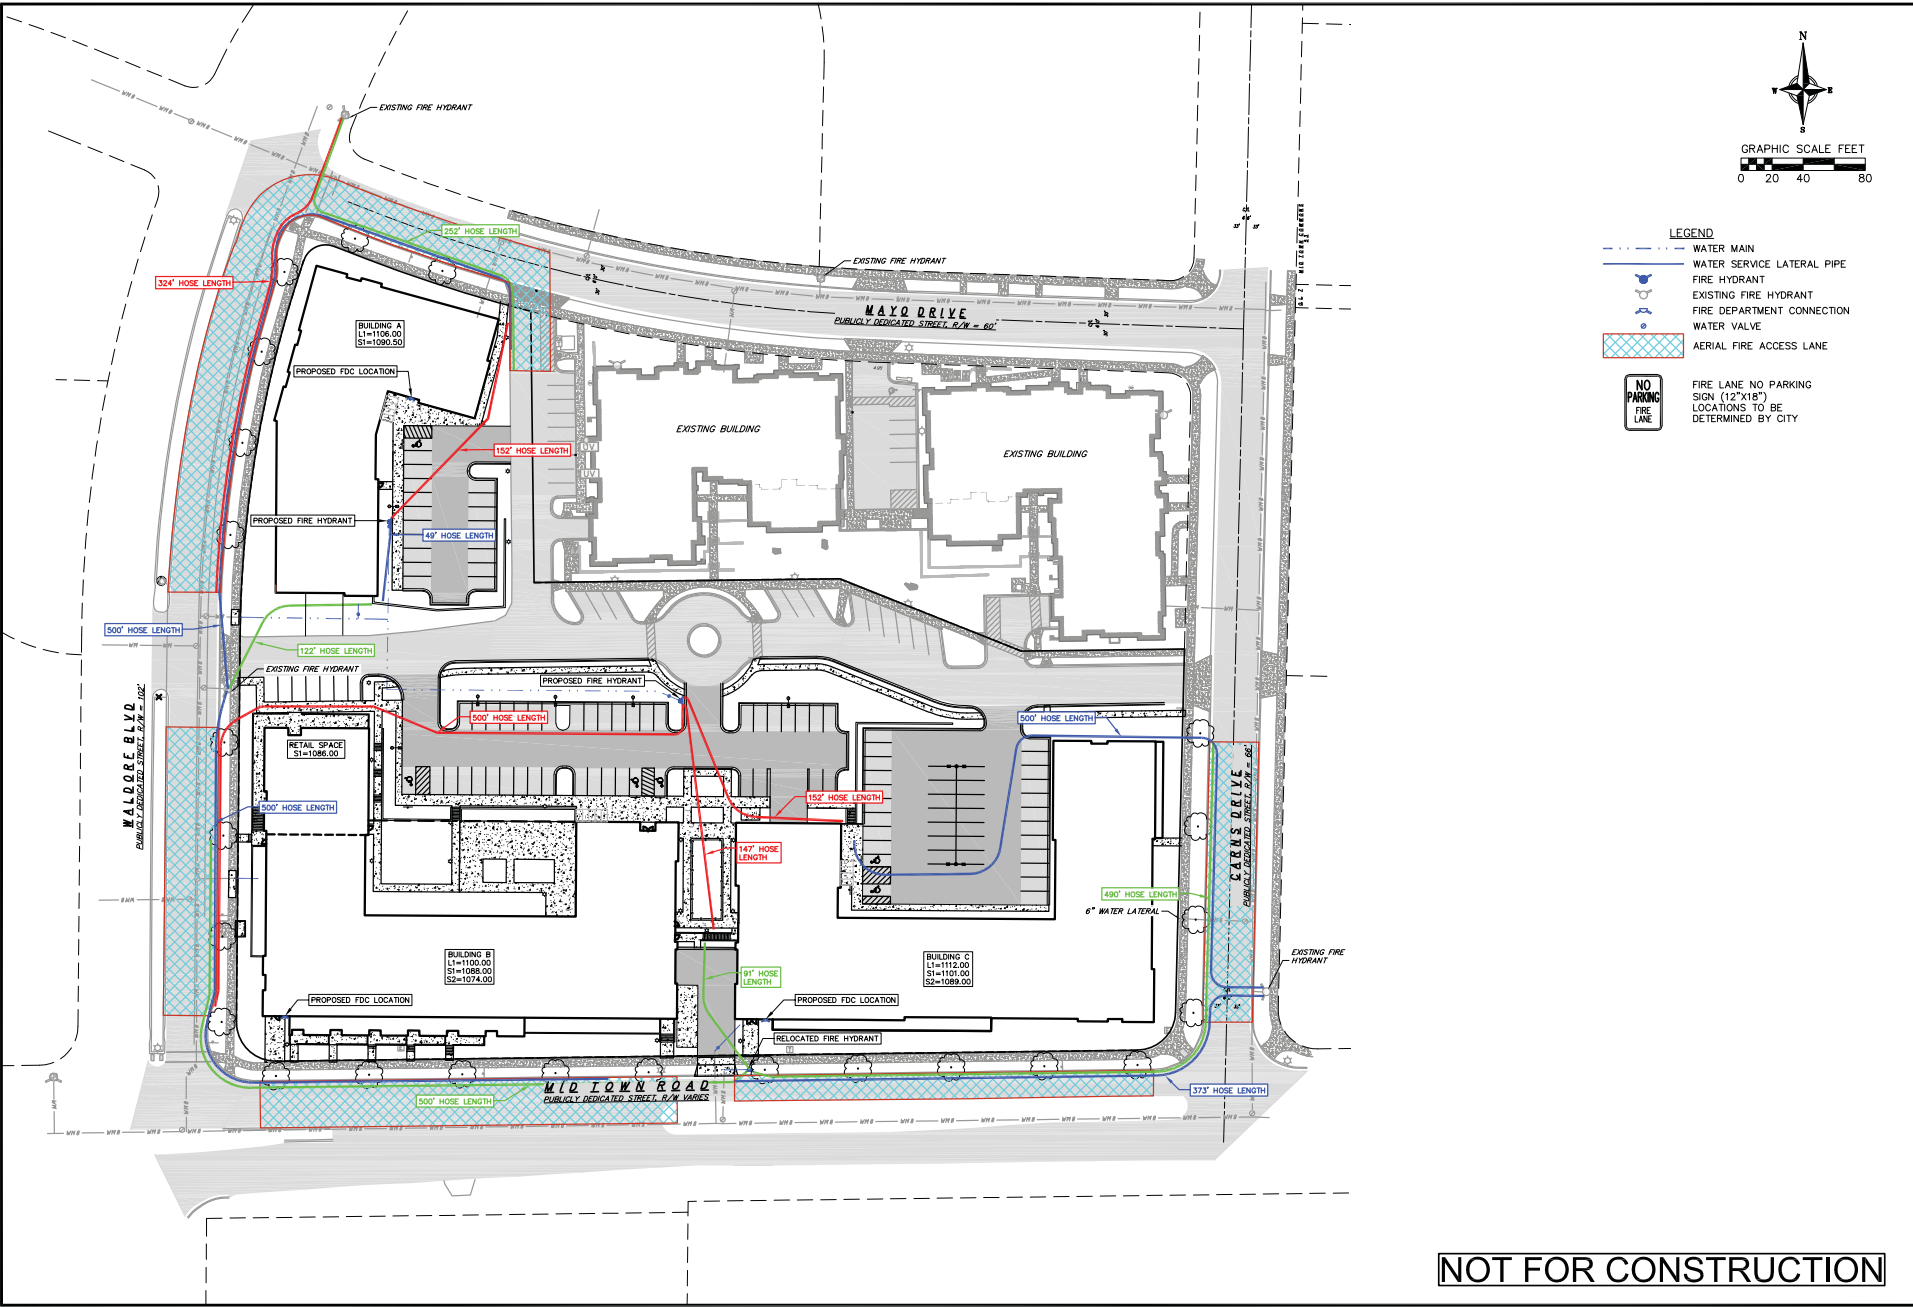 N
W
E
S
GRAPHIC SCALE FEET
0 20 40 80
LEGEND
WATER MAIN
WATER SERVICE LATERAL PIPE
FIRE HYDRANT
EXISTING FIRE HYDRANT
FIRE DEPARTMENT CONNECTION
WATER VALVE
AERIAL FIRE ACCESS LANE
NO
PARKING
FIRE
LANE
FIRE LANE NO PARKING
SIGN (12"X18")
LOCATIONS TO BE
DETERMINED BY CITY
EXISTING FIRE HYDRANT
252' HOSE LENGTH
324' HOSE LENGTH
EXISTING FIRE HYDRANT
MAYO DRIVE
PUBLICLY DEDICATED STREET, R/W = 60'
BUILDING A
L1=1106.00
S1=1090.50
PROPOSED FDC LOCATION
EXISTING BUILDING
EXISTING BUILDING
152' HOSE LENGTH
PROPOSED FIRE HYDRANT
49' HOSE LENGTH
500' HOSE LENGTH
122' HOSE LENGTH
EXISTING FIRE HYDRANT
PROPOSED FIRE HYDRANT
500' HOSE LENGTH
500' HOSE LENGTH
WALDORF BLVD
PUBLICLY DEDICATED STREET, R/W = 102'
RETAIL SPACE
S1=1086.00
500' HOSE LENGTH
152' HOSE LENGTH
147' HOSE
LENGTH
CARNS DRIVE
PUBLICLY DEDICATED STREET, R/W = 66'
490' HOSE LENGTH
6" WATER LATERAL
BUILDING B
L1=1100.00
S1=1088.00
S2=1074.00
91' HOSE
LENGTH
BUILDING C
L1=1112.00
S1=1101.00
S2=1089.00
EXISTING FIRE
HYDRANT
PROPOSED FDC LOCATION
PROPOSED FDC LOCATION
RELOCATED FIRE HYDRANT
MID TOWN ROAD
PUBLICLY DEDICATED STREET, R/W VARIES
500' HOSE LENGTH
373' HOSE LENGTH
NOT FOR CONSTRUCTION